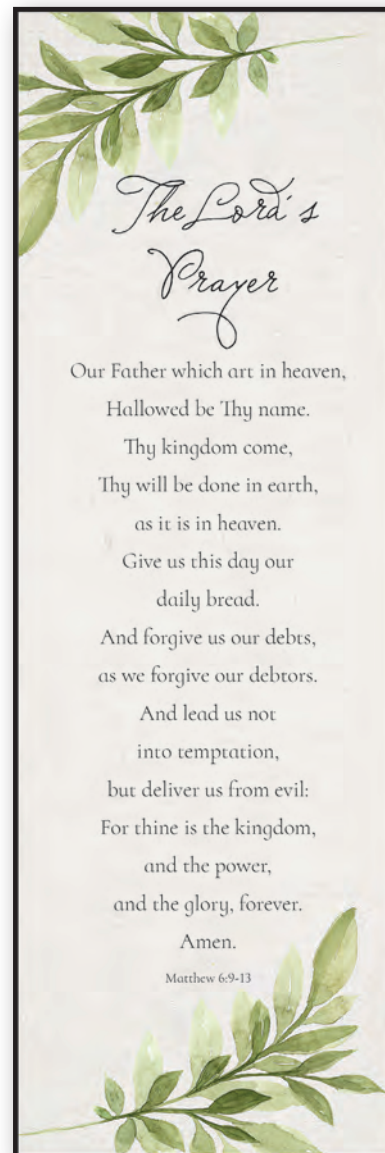 The Lord's
Prayer
Our Father which art in heaven,
Hallowed be Thy name.
Thy kingdom come,
Thy will be done in earth,
as it is in heaven.
Give us this day our
daily bread.
And forgive us our debts,
as we forgive our debtors.
And lead us not
into temptation,
but deliver us from evil:
For thine is the kingdom,
and the power,
and the glory, forever.
Amen.
Matthew 6:9-13